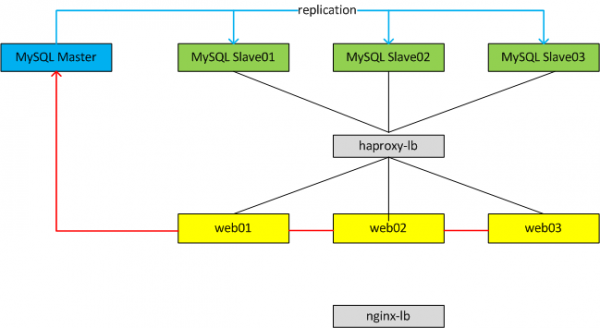 replication
MySQL Master
MySQL Slave01
MySQL Slave02
MySQL Slave03
haproxy-lb
web01
web02
web03
nginx-lb